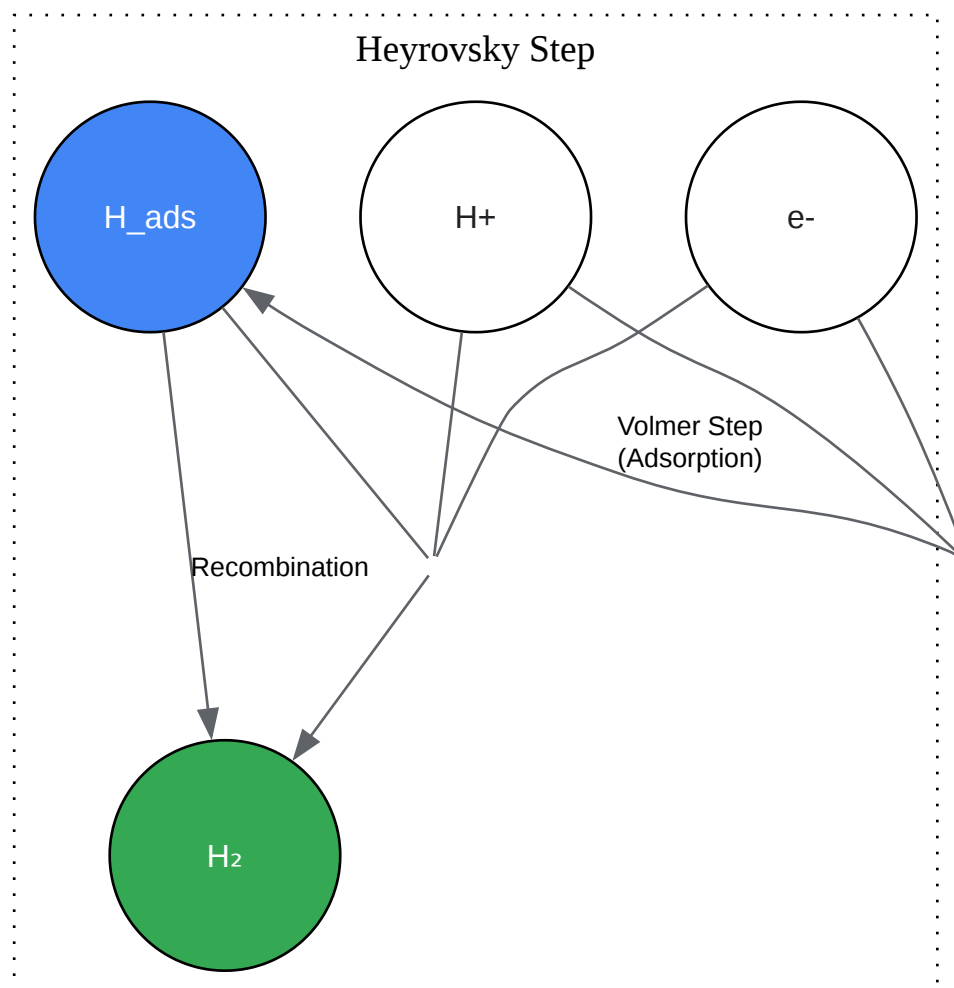 Heyrovsky Step
H_ads
H+
e-
Volmer Step
(Adsorption)
Recombination
H₂